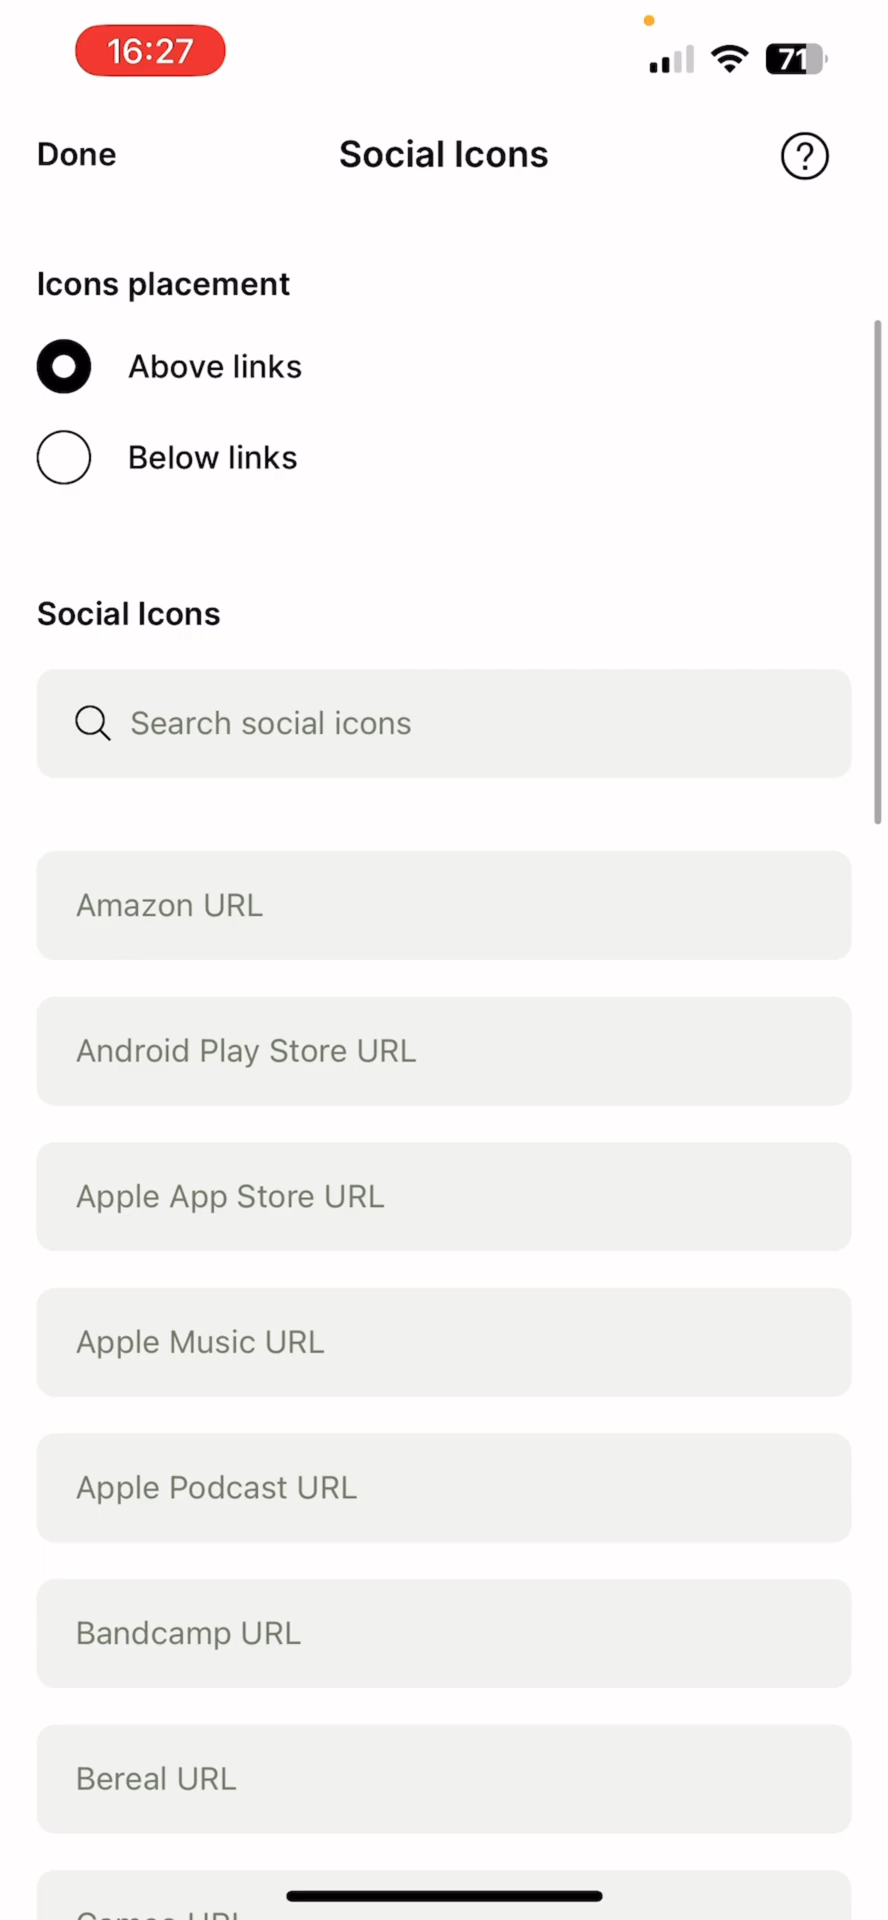 16:27
71
Done
Social Icons
?
Icons placement
Above links
Below links
Social Icons
Search social icons
Amazon URL
Android Play Store URL
Apple App Store URL
Apple Music URL
Apple Podcast URL
Bandcamp URL
Bereal URL